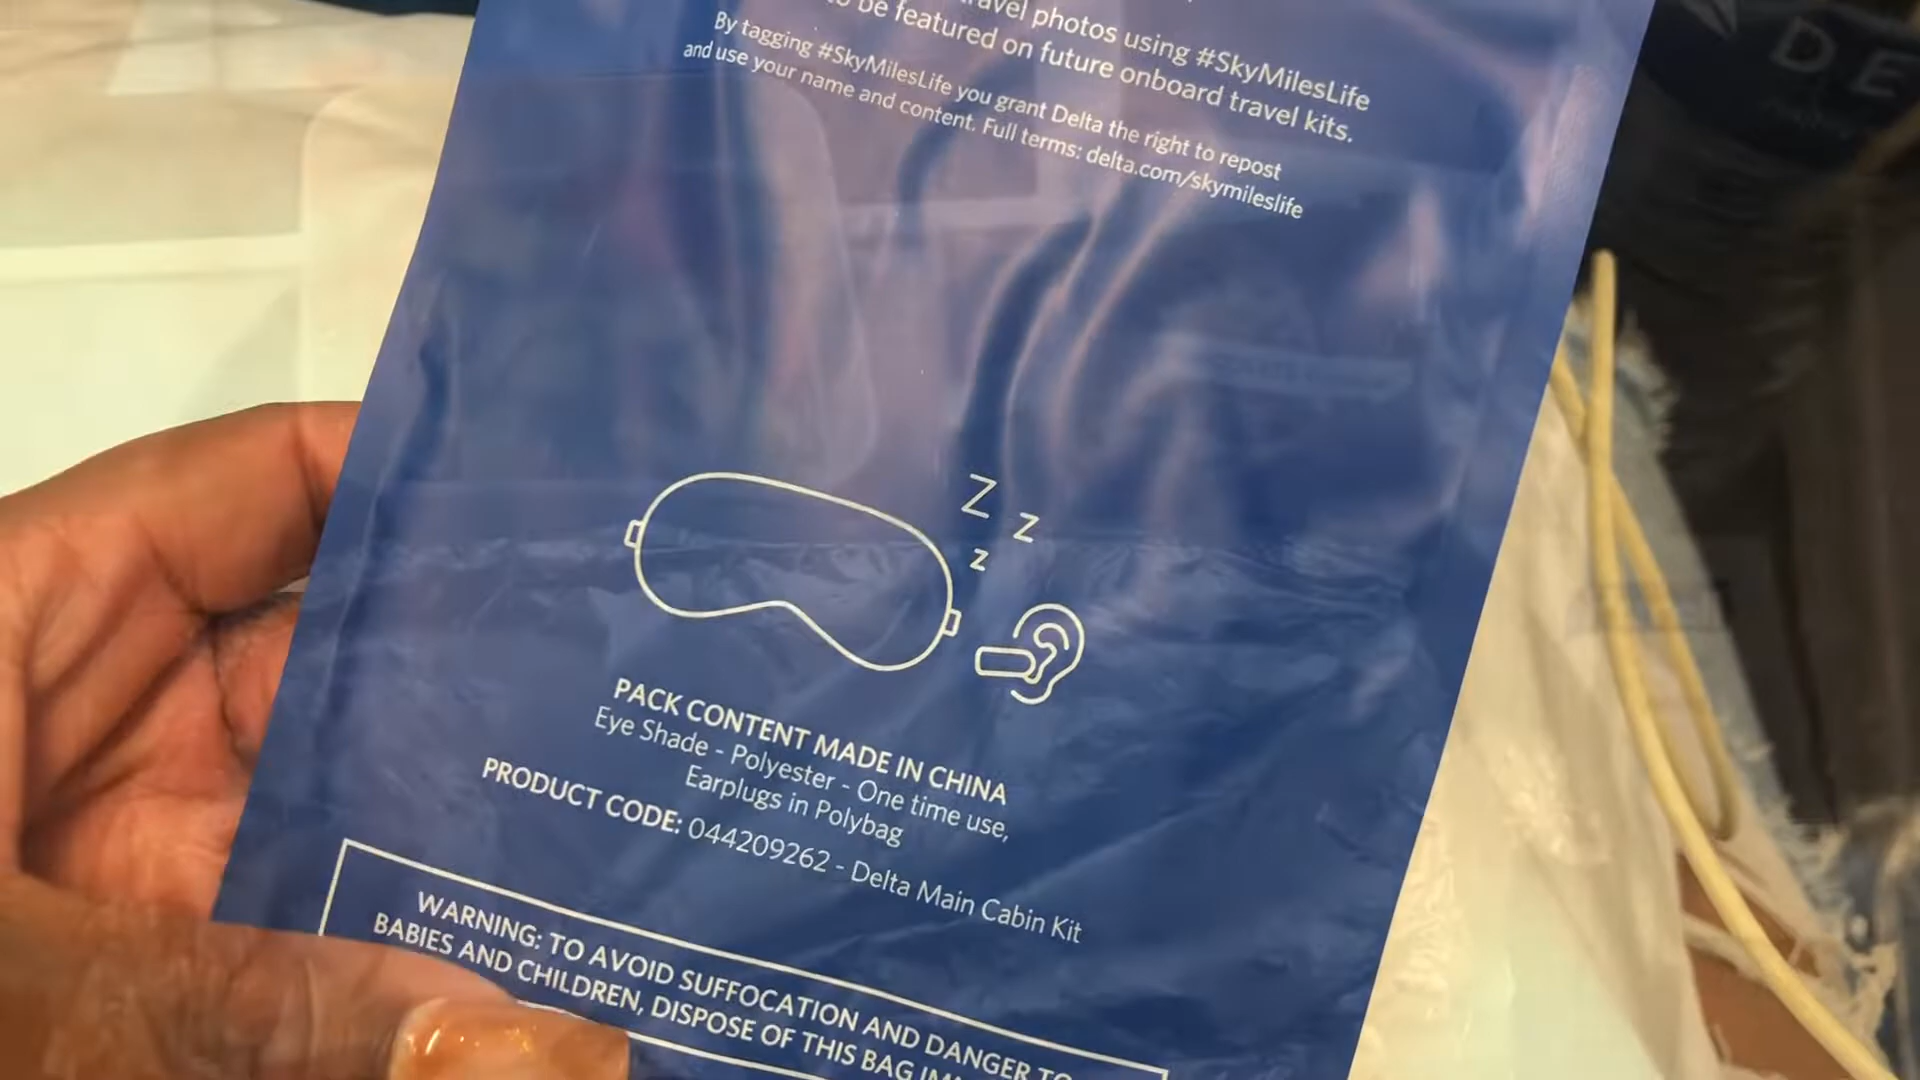 travel photos using #SkyMilesLife
to be featured on future onboard travel kits.
By tagging #SkyMilesLife you grant Delta the right to repost
and use your name and content. Full terms: delta.com/skymileslife
DE
Z z
z
PACK CONTENT MADE IN CHINA
Eye Shade - Polyester - One time use,
Earplugs in Polybag
PRODUCT CODE: 044209262 - Delta Main Cabin Kit
WARNING: TO AVOID SUFFOCATION AND DANGER TO
BABIES AND CHILDREN, DISPOSE OF THIS BAG